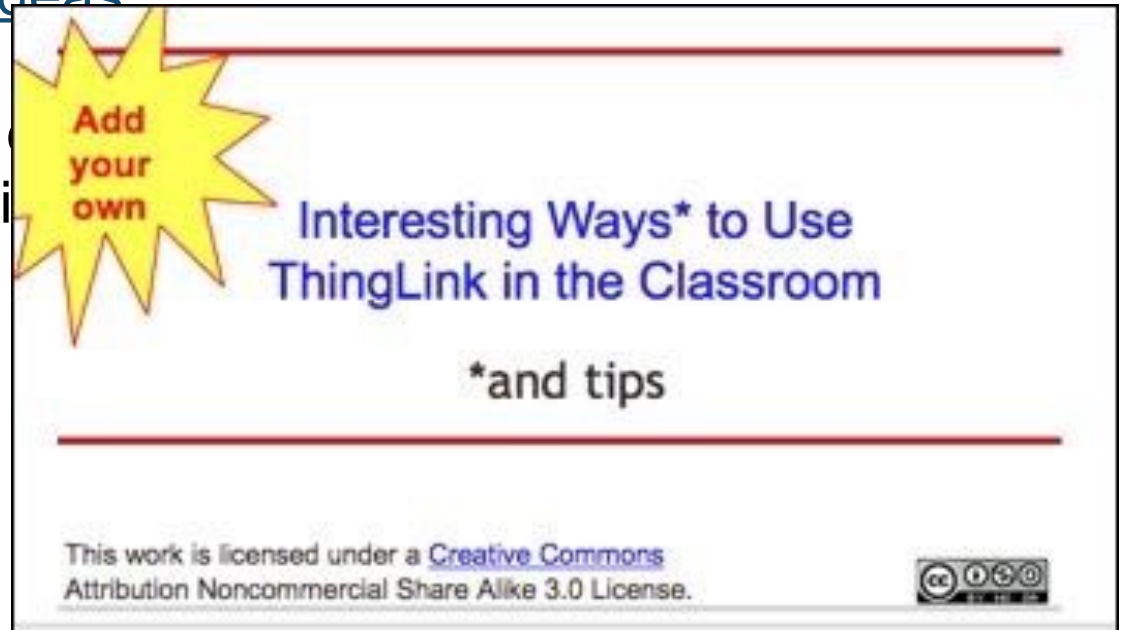 Add
your
own
Interesting Ways* to Use
ThingLink in the Classroom
*and tips
This work is licensed under a Creative Commons
Attribution Noncommercial Share Alike 3.0 License.